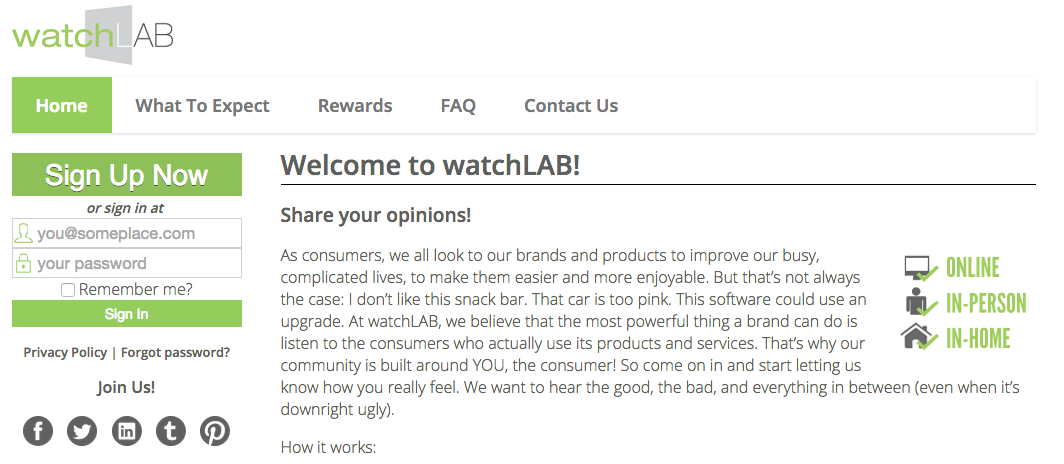 watchLAB
Home What To Expect Rewards FAQ Contact Us
Sign Up Now
or sign in at
you@someplace.com
your password
Remember me?
Sign In
Privacy Policy | Forgot password?
Join Us!
Welcome to watchLAB!
Share your opinions!
As consumers, we all look to our brands and products to improve our busy,
complicated lives, to make them easier and more enjoyable. But that’s not always
the case: I don’t like this snack bar. That car is too pink. This software could use an
upgrade. At watchLAB, we believe that the most powerful thing a brand can do is
listen to the consumers who actually use its products and services. That’s why our
community is built around YOU, the consumer! So come on in and start letting us
know how you really feel. We want to hear the good, the bad, and everything in between (even when it’s
downright ugly).
ONLINE
IN-PERSON
IN-HOME
How it works: